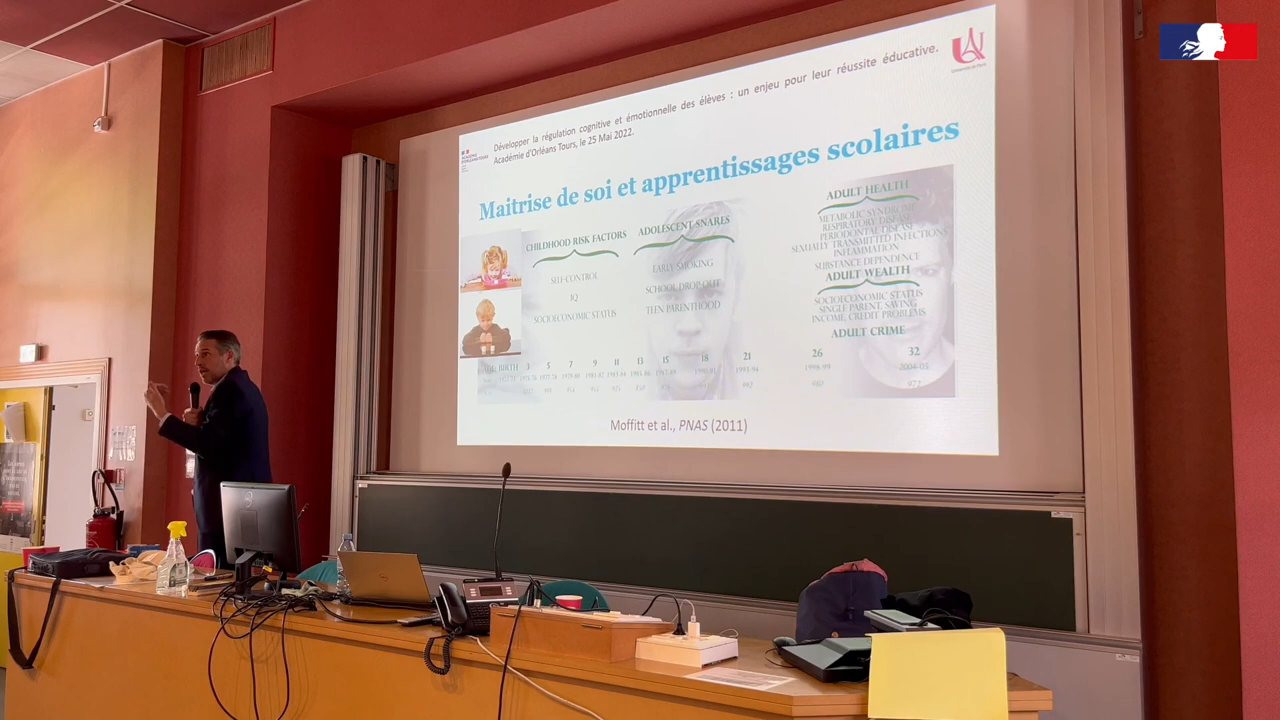 Développer la régulation cognitive et émotionnelle des élèves : un enjeu pour leur réussite éducative.
Académie d'Orléans Tours, le 25 Mai 2022.
Maitrise de soi et apprentissages scolaires
CHILDHOOD RISK FACTORS
SELF-CONTROL
IQ
SOCIOECONOMIC STATUS
ADOLESCENT SNARES
EARLY SMOKING
SCHOOL DROP OUT
TEEN PARENTHOOD
ADULT HEALTH
METABOLIC SYNDROME
RESPIRATORY DISEASE
PERIODONTAL DISEASE
SEXUALLY TRANSMITTED INFECTIONS
INFLAMMATION
SUBSTANCE DEPENDENCE
ADULT WEALTH
SOCIOECONOMIC STATUS
SINGLE PARENT, SAVING
INCOME, CREDIT PROBLEMS
ADULT CRIME
BIRTH 3 5 7 9 11 13 15 18 21 26 32
Moffitt et al., PNAS (2011)